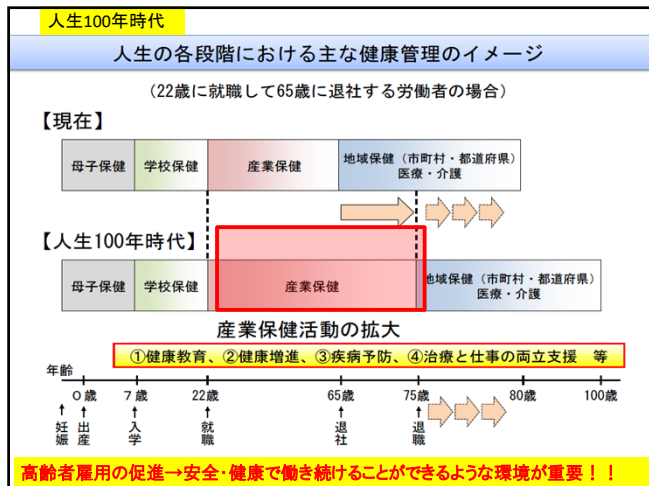 人生100年時代
人生の各段階における主な健康管理のイメージ
(22歳に就職して65歳に退社する労働者の場合)
【現在】
母子保健 学校保健 産業保健 地域保健(市町村・都道府県)
医療・介護
【人生100年時代】
母子保健 学校保健 産業保健 地域保健(市町村・都道府県)
医療・介護
産業保健活動の拡大
①健康教育、②健康増進、③疾病予防、④治療と仕事の両立支援 等
年齢
0歳 7歳 22歳 65歳 75歳 80歳 100歳
↑妊娠 ↑出産 ↑入学 ↑就職 ↑退社 ↑退職
高齢者雇用の促進→安全・健康で働き続けることができるような環境が重要!!